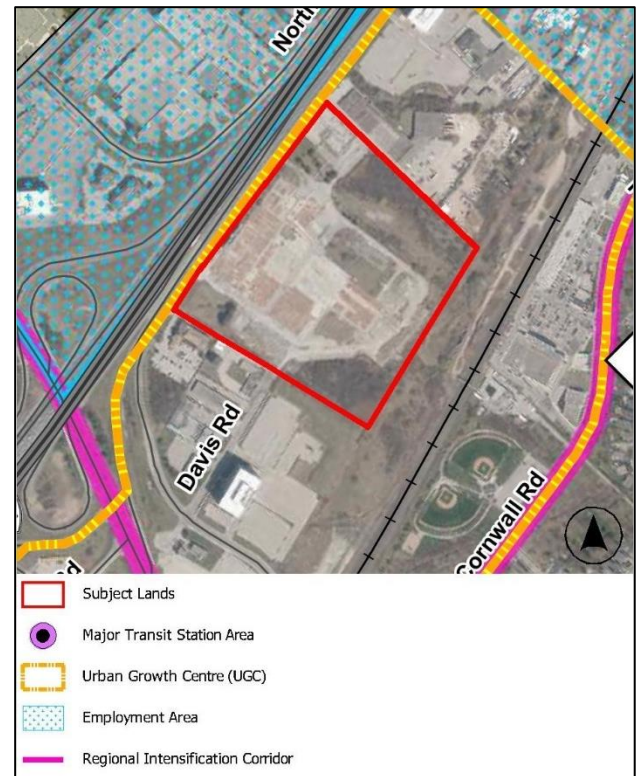 North
Davis Rd
Cornwall Rd
Subject Lands
Major Transit Station Area
Urban Growth Centre (UGC)
Employment Area
Regional Intensification Corridor